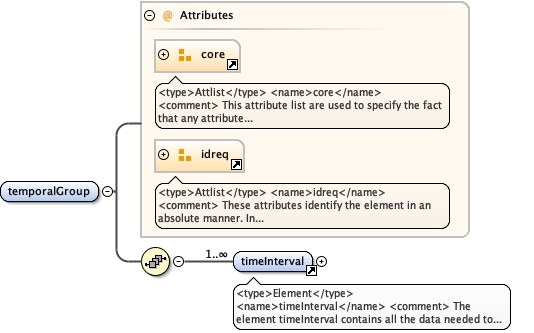 @ Attributes
core
<type>Attlist</type> <name>core</name>
<comment> This attribute list are used to specify the fact
that any attribute...
idreq
<type>Attlist</type> <name>idreq</name>
<comment> These attributes identify the element in an
absolute manner. In...
temporalGroup
1..∞
timeInterval
<type>Element</type>
<name>timeInterval</name> <comment> The
element timeInterval contains all the data needed to...